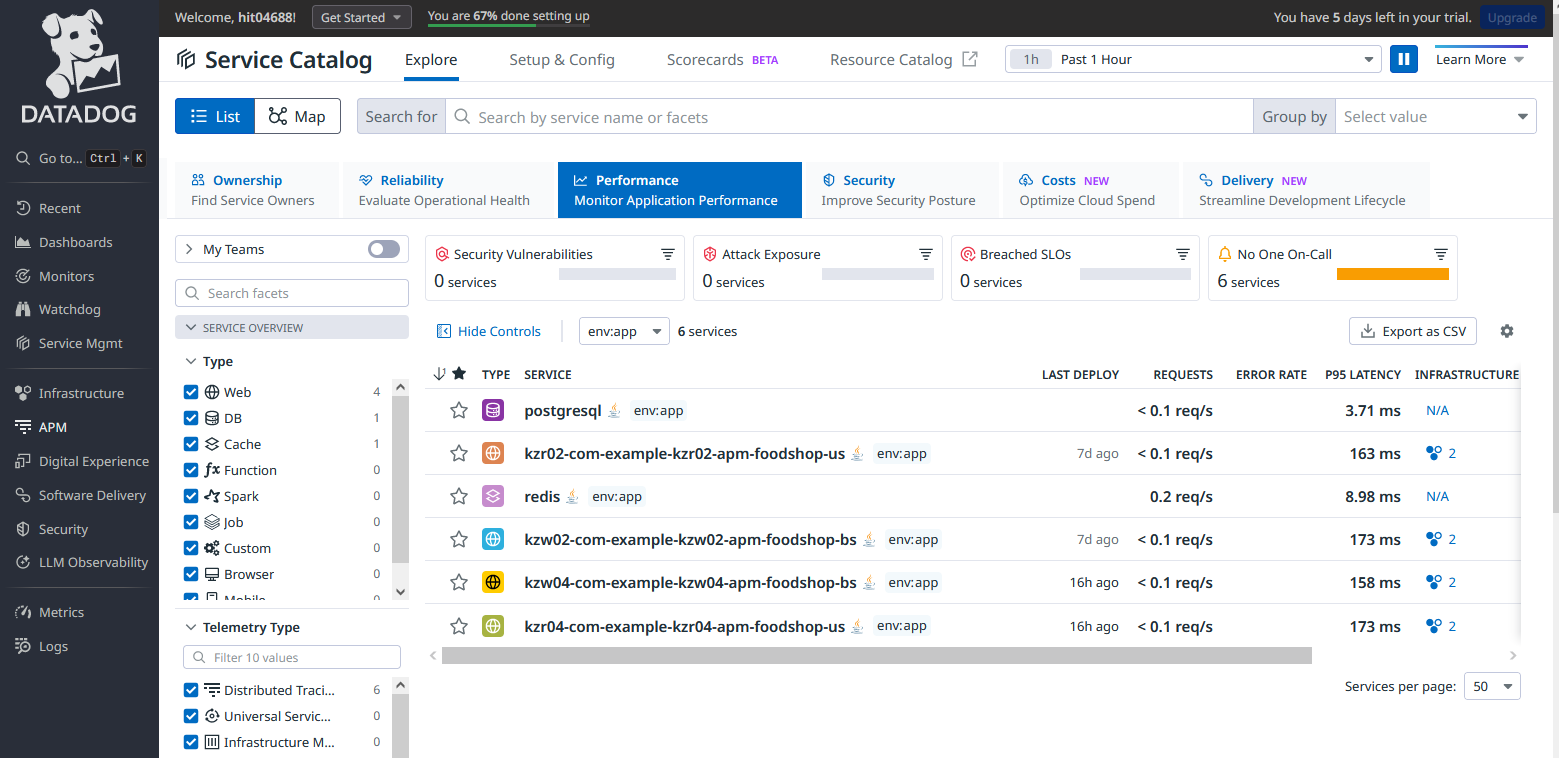 Welcome, hit04688!
Get Started
You are 67% done setting up
You have 5 days left in your trial.
Upgrade
DATADOG
Go to... Ctrl + K
Recent
Dashboards
Monitors
Watchdog
Service Mgmt
Infrastructure
APM
Digital Experience
Software Delivery
Security
LLM Observability
Metrics
Logs
Service Catalog
Explore
Setup & Config
Scorecards BETA
Resource Catalog
1h Past 1 Hour
Learn More
List
Map
Search for
Search by service name or facets
Group by
Select value
Ownership
Find Service Owners
Reliability
Evaluate Operational Health
Performance
Monitor Application Performance
Security
Improve Security Posture
Costs NEW
Optimize Cloud Spend
Delivery NEW
Streamline Development Lifecycle
My Teams
Search facets
SERVICE OVERVIEW
Type
Web 4
DB 1
Cache 1
Function 0
Spark 0
Job 0
Custom 0
Browser 0
Mobile 0
Telemetry Type
Filter 10 values
Distributed Traci... 6
Universal Servic... 0
Infrastructure M... 0
Security Vulnerabilities
0 services
Attack Exposure
0 services
Breached SLOs
0 services
No One On-Call
6 services
Hide Controls
env:app
6 services
Export as CSV
TYPE SERVICE LAST DEPLOY REQUESTS ERROR RATE P95 LATENCY INFRASTRUCTURE
postgresql env:app < 0.1 req/s 3.71 ms N/A
kzr02-com-example-kzr02-apm-foodshop-us env:app 7d ago < 0.1 req/s 163 ms 2
redis env:app 0.2 req/s 8.98 ms N/A
kzw02-com-example-kzw02-apm-foodshop-bs env:app 7d ago < 0.1 req/s 173 ms 2
kzw04-com-example-kzw04-apm-foodshop-bs env:app 16h ago < 0.1 req/s 158 ms 2
kzr04-com-example-kzr04-apm-foodshop-us env:app 16h ago < 0.1 req/s 173 ms 2
Services per page: 50